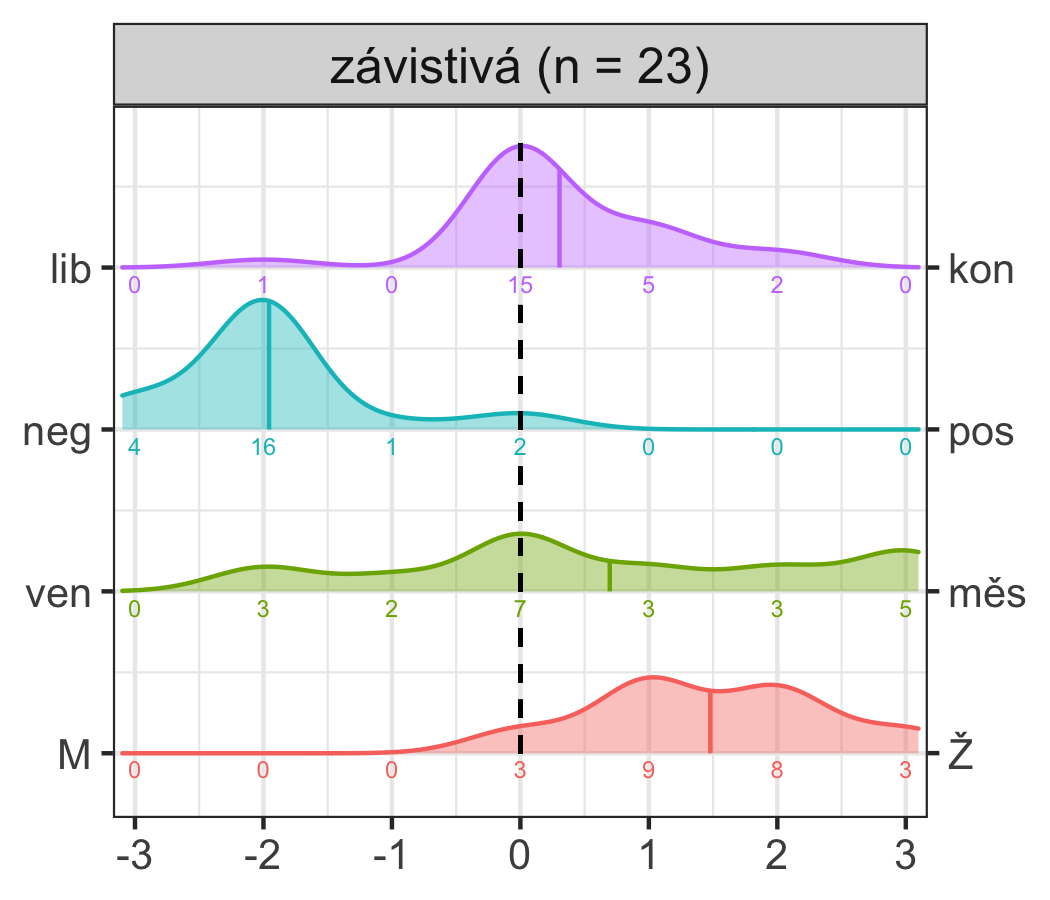 závistivá (n = 23)
lib kon
0 1 0 15 5 2 0
neg pos
4 16 1 2 0 0 0
ven měs
0 3 2 7 3 3 5
M Ž
0 0 0 3 9 8 3
-3 -2 -1 0 1 2 3